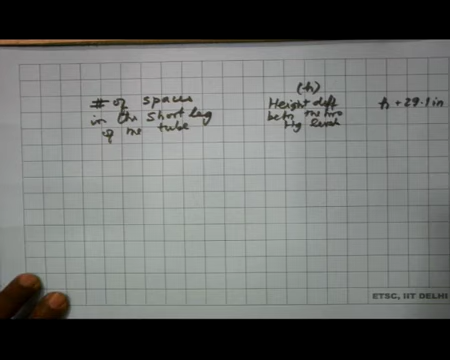 # of spaces
in the short leg
of the tube
(h)
Height diff
betn the two
Hg level
h + 29.1 in
ETSC, IIT DELHI